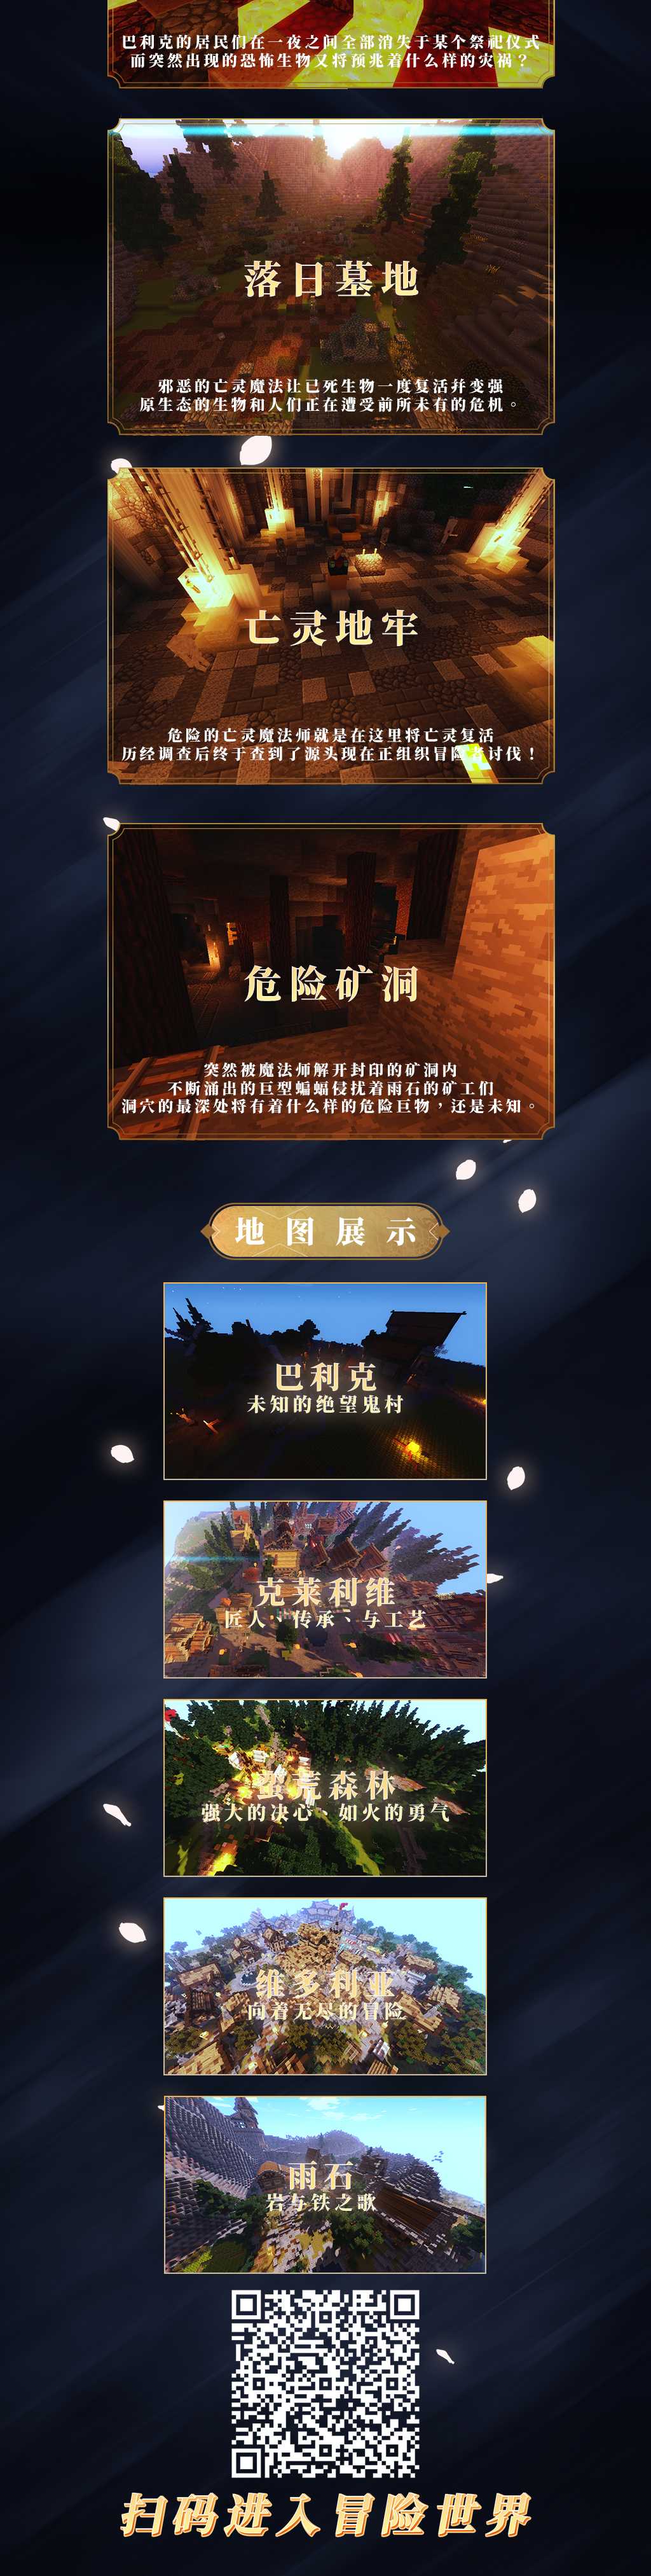 巴利克的居民们在一夜之间全部消失于某个祭祀仪式
而突然出现的恐怖生物又将预兆着什么样的灾祸？
落日墓地
邪恶的亡灵魔法让已死生物一度复活并变强
原生态的生物和人们正在遭受前所未有的危机。
亡灵地牢
危险的亡灵魔法师就是在这里将亡灵复活
历经调查后终于查到了源头现在正组织冒险者讨伐！
危险矿洞
突然被魔法师解开封印的矿洞内
不断涌出的巨型蝙蝠侵扰着雨石的矿工们
洞穴的最深处将有着什么样的危险巨物，还是未知。
地图展示
巴利克
未知的绝望鬼村
克莱利维
匠人、传承、与工艺
蛮荒森林
强大的决心、如火的勇气
维多利亚
向着无尽的冒险
雨石
岩与铁之歌
扫码进入冒险世界